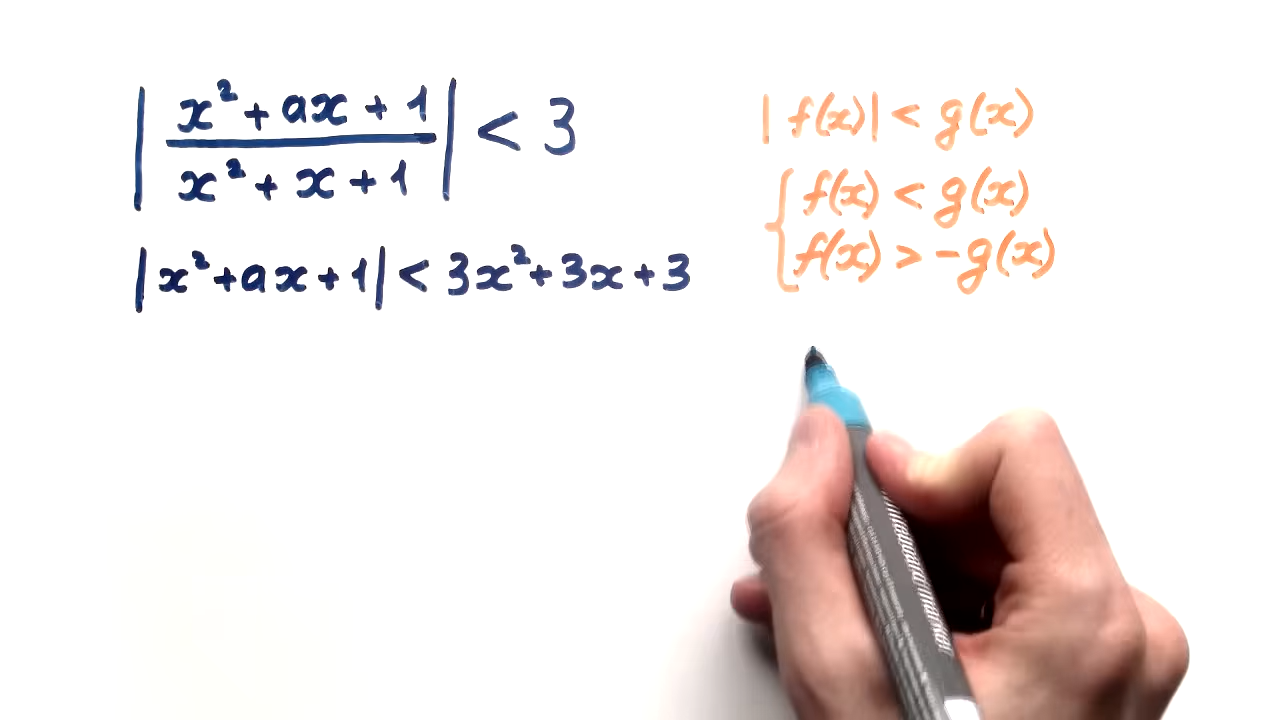 |x²+ax+1 / x²+x+1| < 3
|x²+ax+1| < 3x²+3x+3
|f(x)| < g(x)
{ f(x) < g(x)
f(x) > -g(x)